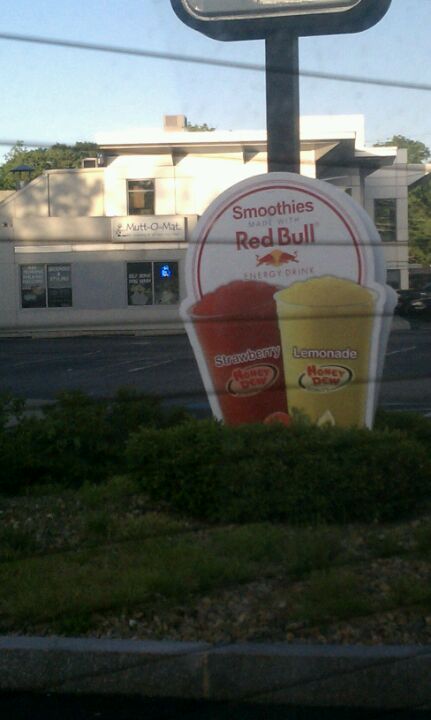 Mutt-O-Mat
Smoothies
MADE WITH
Red Bull
ENERGY DRINK
Strawberry
HONEY
DEW
Lemonade
HONEY
DEW